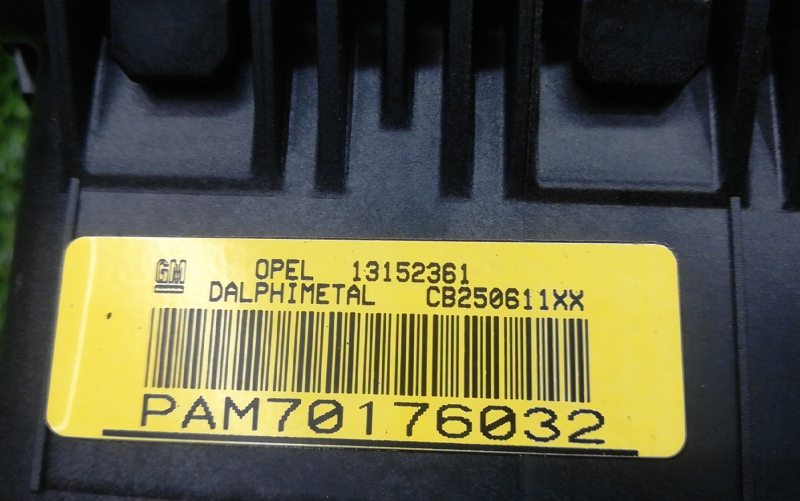 GM OPEL 13152361
DALPHIMETAL CB250611XX
PAM70176032